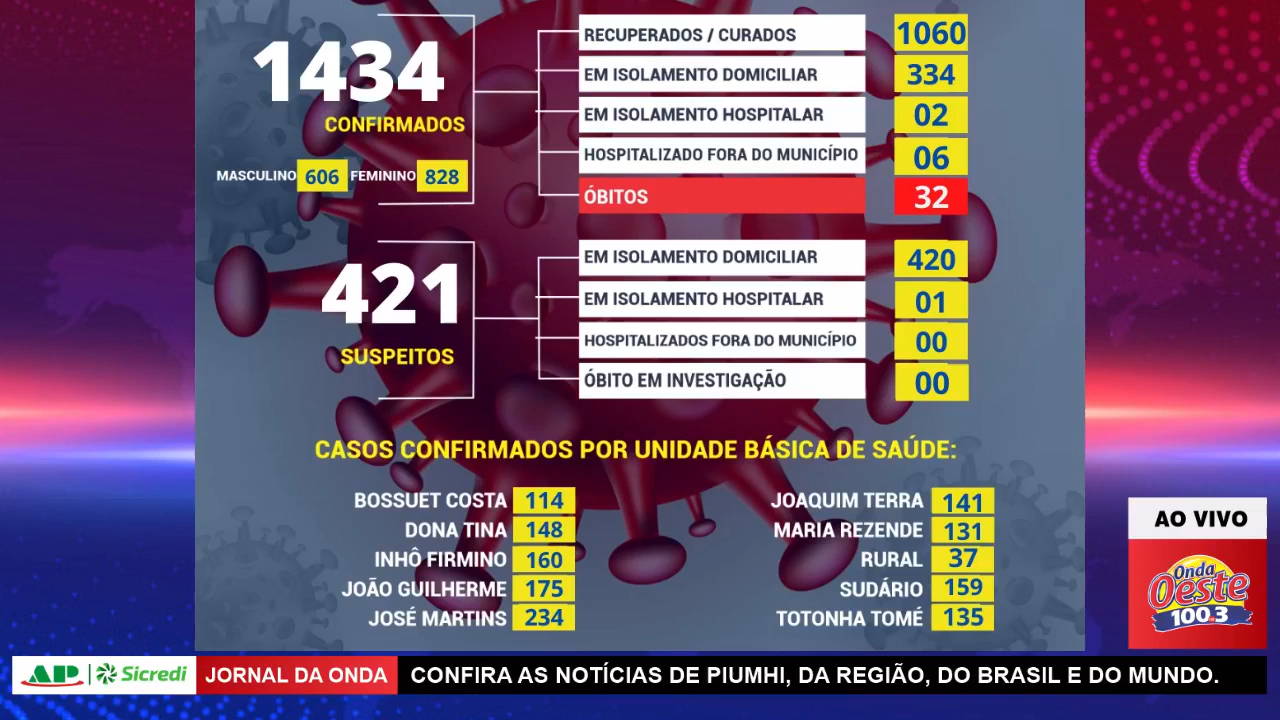 1434
CONFIRMADOS
MASCULINO 606 FEMININO 828
RECUPERADOS / CURADOS 1060
EM ISOLAMENTO DOMICILIAR 334
EM ISOLAMENTO HOSPITALAR 02
HOSPITALIZADO FORA DO MUNICÍPIO 06
ÓBITOS 32
421
SUSPEITOS
EM ISOLAMENTO DOMICILIAR 420
EM ISOLAMENTO HOSPITALAR 01
HOSPITALIZADOS FORA DO MUNICÍPIO 00
ÓBITO EM INVESTIGAÇÃO 00
CASOS CONFIRMADOS POR UNIDADE BÁSICA DE SAÚDE:
BOSSUET COSTA 114
DONA TINA 148
INHÔ FIRMINO 160
JOÃO GUILHERME 175
JOSÉ MARTINS 234
JOAQUIM TERRA 141
MARIA REZENDE 131
RURAL 37
SUDÁRIO 159
TOTONHA TOMÉ 135
AO VIVO
Onda
Oeste
100.3
AP Sicredi JORNAL DA ONDA CONFIRA AS NOTÍCIAS DE PIUMHI, DA REGIÃO, DO BRASIL E DO MUNDO.